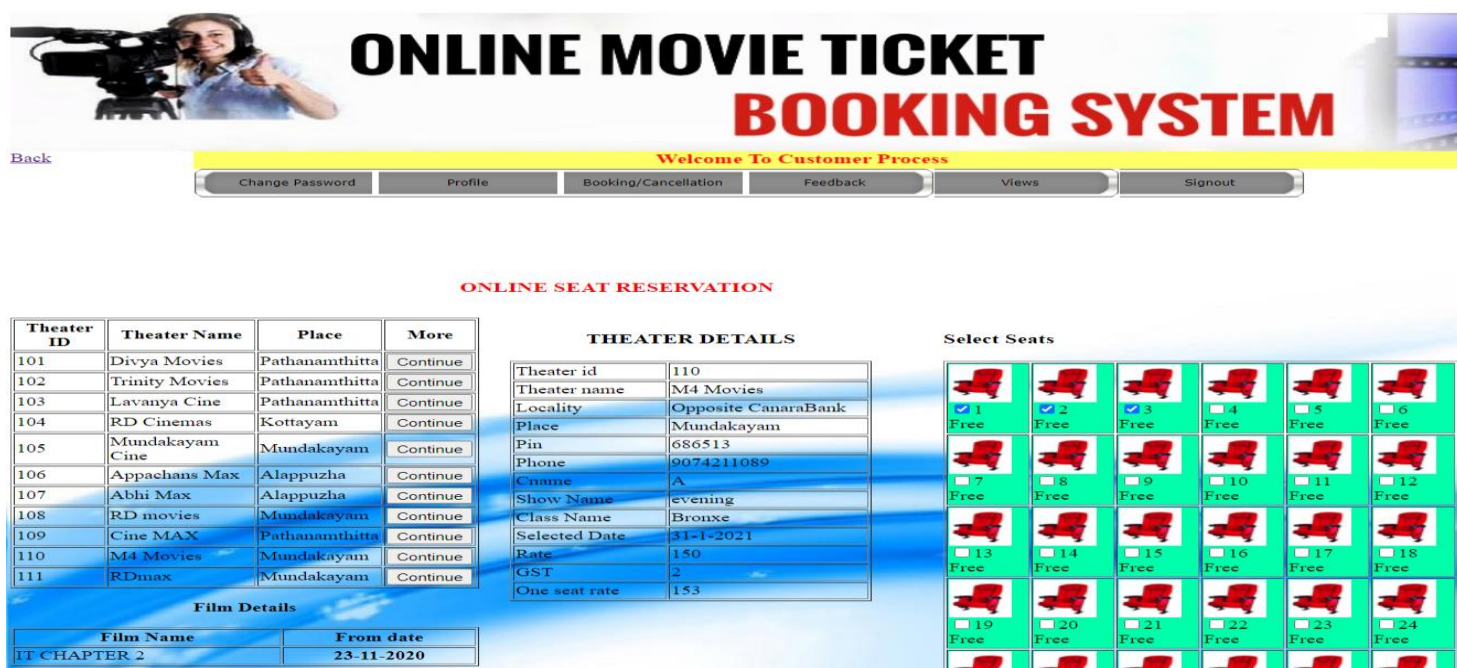 ONLINE MOVIE TICKET
BOOKING SYSTEM
Back
Welcome To Customer Process
Change Password Profile Booking/Cancellation Feedback Views Signout
ONLINE SEAT RESERVATION
Theater ID Theater Name Place More
101 Divya Movies Pathanamthitta Continue
102 Trinity Movies Pathanamthitta Continue
103 Lavanya Cine Pathanamthitta Continue
104 RD Cinemas Kottayam Continue
105 Mundakayam Cine Mundakayam Continue
106 Appachans Max Alappuzha Continue
107 Abhi Max Alappuzha Continue
108 RD movies Mundakayam Continue
109 Cine MAX Pathanamthitta Continue
110 M4 Movies Mundakayam Continue
111 RDmax Mundakayam Continue
Film Details
Film Name From date
IT CHAPTER 2 23-11-2020
THEATER DETAILS
Theater id 110
Theater name M4 Movies
Locality Opposite CanaraBank
Place Mundakayam
Pin 686513
Phone 9074211089
Cname A
Show Name evening
Class Name Bronxe
Selected Date 31-1-2021
Rate 150
GST 2
One seat rate 153
Select Seats
1 2 3 4 5 6
Free Free Free Free Free Free
7 8 9 10 11 12
Free Free Free Free Free Free
13 14 15 16 17 18
Free Free Free Free Free Free
19 20 21 22 23 24
Free Free Free Free Free Free